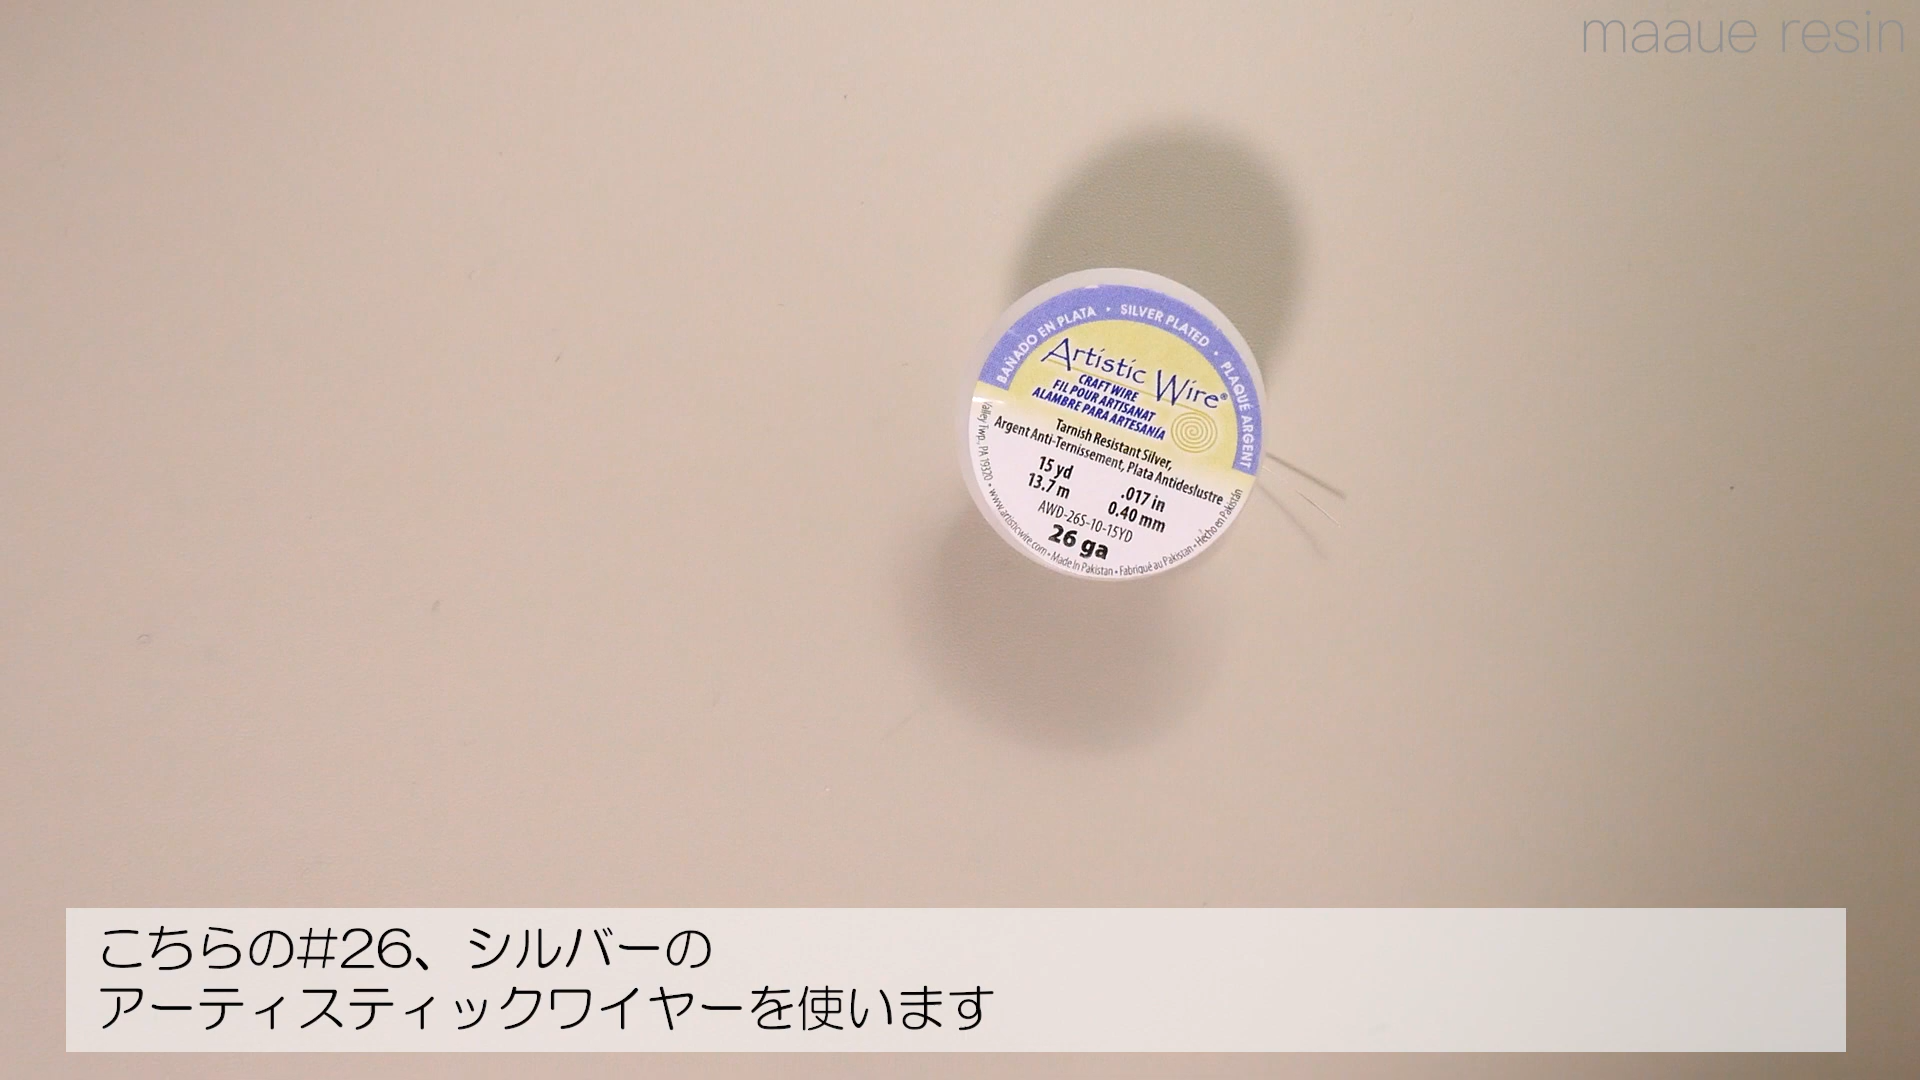 maaue resin
BAÑADO EN PLATA • SILVER PLATED • PLAQUÉ ARGENT
Artistic Wire®
CRAFT WIRE
FIL POUR ARTISANAT
ALAMBRE PARA ARTESANÍA
Tarnish Resistant Silver,
Argent Anti-Ternissement, Plata Antideslustre
15 yd
13.7 m
.017 in
0.40 mm
AWD-26S-10-15YD
26 ga
Valley Twp., PA 19320 • www.artisticwire.com • Made In Pakistan • Fabriqué au Pakistan • Hecho en Pakistán
こちらの#26、シルバーの
アーティスティックワイヤーを使います